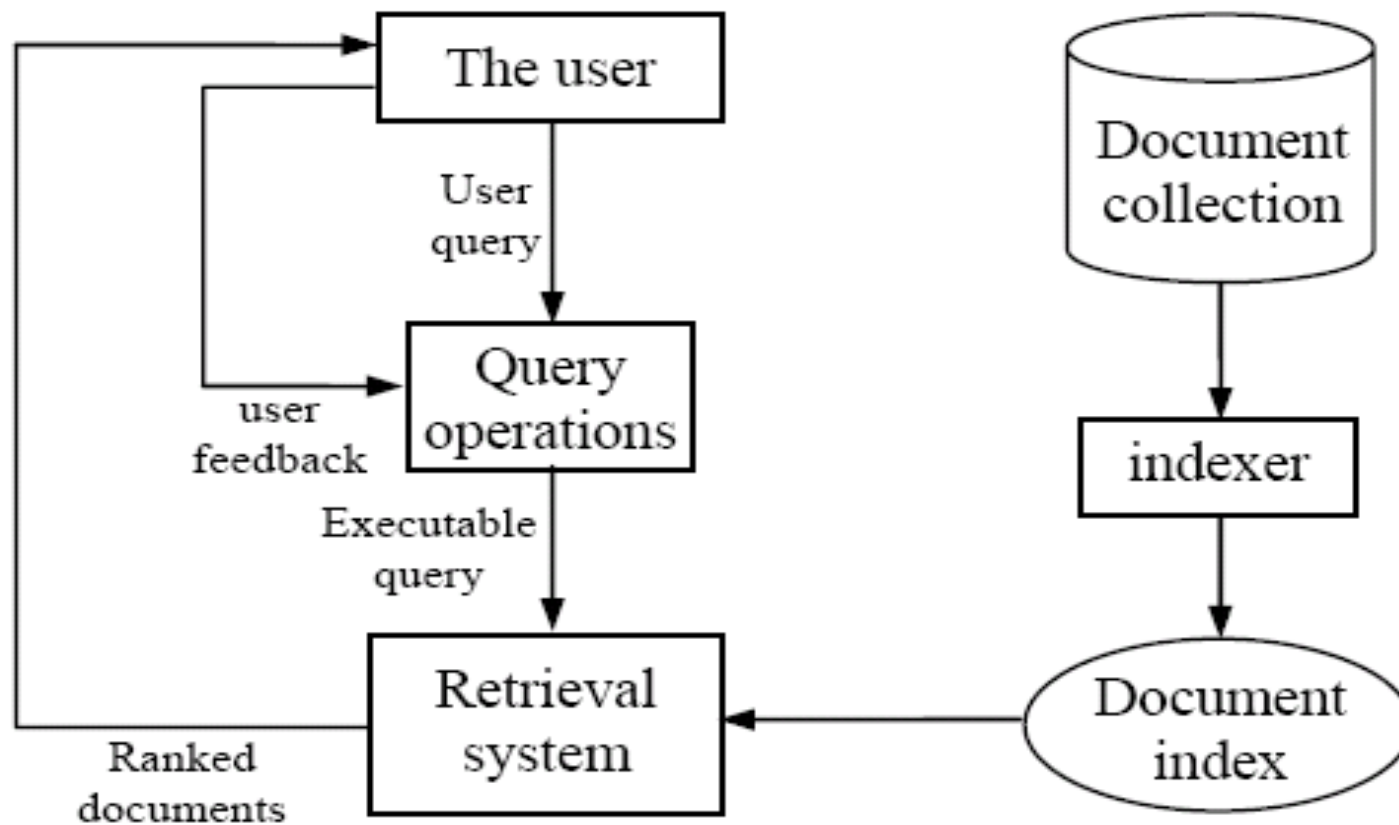 The user
User
query
Query
operations
user
feedback
Executable
query
Retrieval
system
Ranked
documents
Document
collection
indexer
Document
index